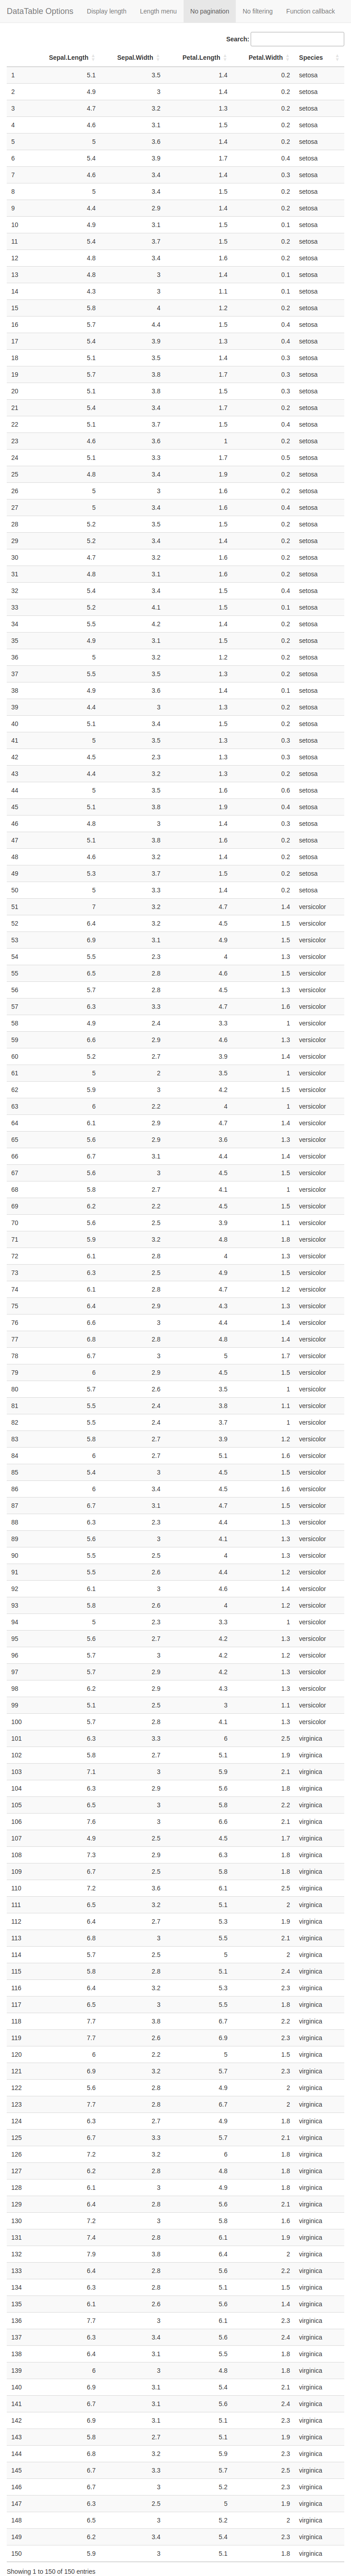 DataTable Options Display length Length menu No pagination No filtering Function callback
Search:
Sepal.Length Sepal.Width Petal.Length Petal.Width Species
1 5.1 3.5 1.4 0.2 setosa
2 4.9 3 1.4 0.2 setosa
3 4.7 3.2 1.3 0.2 setosa
4 4.6 3.1 1.5 0.2 setosa
5 5 3.6 1.4 0.2 setosa
6 5.4 3.9 1.7 0.4 setosa
7 4.6 3.4 1.4 0.3 setosa
8 5 3.4 1.5 0.2 setosa
9 4.4 2.9 1.4 0.2 setosa
10 4.9 3.1 1.5 0.1 setosa
11 5.4 3.7 1.5 0.2 setosa
12 4.8 3.4 1.6 0.2 setosa
13 4.8 3 1.4 0.1 setosa
14 4.3 3 1.1 0.1 setosa
15 5.8 4 1.2 0.2 setosa
16 5.7 4.4 1.5 0.4 setosa
17 5.4 3.9 1.3 0.4 setosa
18 5.1 3.5 1.4 0.3 setosa
19 5.7 3.8 1.7 0.3 setosa
20 5.1 3.8 1.5 0.3 setosa
21 5.4 3.4 1.7 0.2 setosa
22 5.1 3.7 1.5 0.4 setosa
23 4.6 3.6 1 0.2 setosa
24 5.1 3.3 1.7 0.5 setosa
25 4.8 3.4 1.9 0.2 setosa
26 5 3 1.6 0.2 setosa
27 5 3.4 1.6 0.4 setosa
28 5.2 3.5 1.5 0.2 setosa
29 5.2 3.4 1.4 0.2 setosa
30 4.7 3.2 1.6 0.2 setosa
31 4.8 3.1 1.6 0.2 setosa
32 5.4 3.4 1.5 0.4 setosa
33 5.2 4.1 1.5 0.1 setosa
34 5.5 4.2 1.4 0.2 setosa
35 4.9 3.1 1.5 0.2 setosa
36 5 3.2 1.2 0.2 setosa
37 5.5 3.5 1.3 0.2 setosa
38 4.9 3.6 1.4 0.1 setosa
39 4.4 3 1.3 0.2 setosa
40 5.1 3.4 1.5 0.2 setosa
41 5 3.5 1.3 0.3 setosa
42 4.5 2.3 1.3 0.3 setosa
43 4.4 3.2 1.3 0.2 setosa
44 5 3.5 1.6 0.6 setosa
45 5.1 3.8 1.9 0.4 setosa
46 4.8 3 1.4 0.3 setosa
47 5.1 3.8 1.6 0.2 setosa
48 4.6 3.2 1.4 0.2 setosa
49 5.3 3.7 1.5 0.2 setosa
50 5 3.3 1.4 0.2 setosa
51 7 3.2 4.7 1.4 versicolor
52 6.4 3.2 4.5 1.5 versicolor
53 6.9 3.1 4.9 1.5 versicolor
54 5.5 2.3 4 1.3 versicolor
55 6.5 2.8 4.6 1.5 versicolor
56 5.7 2.8 4.5 1.3 versicolor
57 6.3 3.3 4.7 1.6 versicolor
58 4.9 2.4 3.3 1 versicolor
59 6.6 2.9 4.6 1.3 versicolor
60 5.2 2.7 3.9 1.4 versicolor
61 5 2 3.5 1 versicolor
62 5.9 3 4.2 1.5 versicolor
63 6 2.2 4 1 versicolor
64 6.1 2.9 4.7 1.4 versicolor
65 5.6 2.9 3.6 1.3 versicolor
66 6.7 3.1 4.4 1.4 versicolor
67 5.6 3 4.5 1.5 versicolor
68 5.8 2.7 4.1 1 versicolor
69 6.2 2.2 4.5 1.5 versicolor
70 5.6 2.5 3.9 1.1 versicolor
71 5.9 3.2 4.8 1.8 versicolor
72 6.1 2.8 4 1.3 versicolor
73 6.3 2.5 4.9 1.5 versicolor
74 6.1 2.8 4.7 1.2 versicolor
75 6.4 2.9 4.3 1.3 versicolor
76 6.6 3 4.4 1.4 versicolor
77 6.8 2.8 4.8 1.4 versicolor
78 6.7 3 5 1.7 versicolor
79 6 2.9 4.5 1.5 versicolor
80 5.7 2.6 3.5 1 versicolor
81 5.5 2.4 3.8 1.1 versicolor
82 5.5 2.4 3.7 1 versicolor
83 5.8 2.7 3.9 1.2 versicolor
84 6 2.7 5.1 1.6 versicolor
85 5.4 3 4.5 1.5 versicolor
86 6 3.4 4.5 1.6 versicolor
87 6.7 3.1 4.7 1.5 versicolor
88 6.3 2.3 4.4 1.3 versicolor
89 5.6 3 4.1 1.3 versicolor
90 5.5 2.5 4 1.3 versicolor
91 5.5 2.6 4.4 1.2 versicolor
92 6.1 3 4.6 1.4 versicolor
93 5.8 2.6 4 1.2 versicolor
94 5 2.3 3.3 1 versicolor
95 5.6 2.7 4.2 1.3 versicolor
96 5.7 3 4.2 1.2 versicolor
97 5.7 2.9 4.2 1.3 versicolor
98 6.2 2.9 4.3 1.3 versicolor
99 5.1 2.5 3 1.1 versicolor
100 5.7 2.8 4.1 1.3 versicolor
101 6.3 3.3 6 2.5 virginica
102 5.8 2.7 5.1 1.9 virginica
103 7.1 3 5.9 2.1 virginica
104 6.3 2.9 5.6 1.8 virginica
105 6.5 3 5.8 2.2 virginica
106 7.6 3 6.6 2.1 virginica
107 4.9 2.5 4.5 1.7 virginica
108 7.3 2.9 6.3 1.8 virginica
109 6.7 2.5 5.8 1.8 virginica
110 7.2 3.6 6.1 2.5 virginica
111 6.5 3.2 5.1 2 virginica
112 6.4 2.7 5.3 1.9 virginica
113 6.8 3 5.5 2.1 virginica
114 5.7 2.5 5 2 virginica
115 5.8 2.8 5.1 2.4 virginica
116 6.4 3.2 5.3 2.3 virginica
117 6.5 3 5.5 1.8 virginica
118 7.7 3.8 6.7 2.2 virginica
119 7.7 2.6 6.9 2.3 virginica
120 6 2.2 5 1.5 virginica
121 6.9 3.2 5.7 2.3 virginica
122 5.6 2.8 4.9 2 virginica
123 7.7 2.8 6.7 2 virginica
124 6.3 2.7 4.9 1.8 virginica
125 6.7 3.3 5.7 2.1 virginica
126 7.2 3.2 6 1.8 virginica
127 6.2 2.8 4.8 1.8 virginica
128 6.1 3 4.9 1.8 virginica
129 6.4 2.8 5.6 2.1 virginica
130 7.2 3 5.8 1.6 virginica
131 7.4 2.8 6.1 1.9 virginica
132 7.9 3.8 6.4 2 virginica
133 6.4 2.8 5.6 2.2 virginica
134 6.3 2.8 5.1 1.5 virginica
135 6.1 2.6 5.6 1.4 virginica
136 7.7 3 6.1 2.3 virginica
137 6.3 3.4 5.6 2.4 virginica
138 6.4 3.1 5.5 1.8 virginica
139 6 3 4.8 1.8 virginica
140 6.9 3.1 5.4 2.1 virginica
141 6.7 3.1 5.6 2.4 virginica
142 6.9 3.1 5.1 2.3 virginica
143 5.8 2.7 5.1 1.9 virginica
144 6.8 3.2 5.9 2.3 virginica
145 6.7 3.3 5.7 2.5 virginica
146 6.7 3 5.2 2.3 virginica
147 6.3 2.5 5 1.9 virginica
148 6.5 3 5.2 2 virginica
149 6.2 3.4 5.4 2.3 virginica
150 5.9 3 5.1 1.8 virginica
Showing 1 to 150 of 150 entries